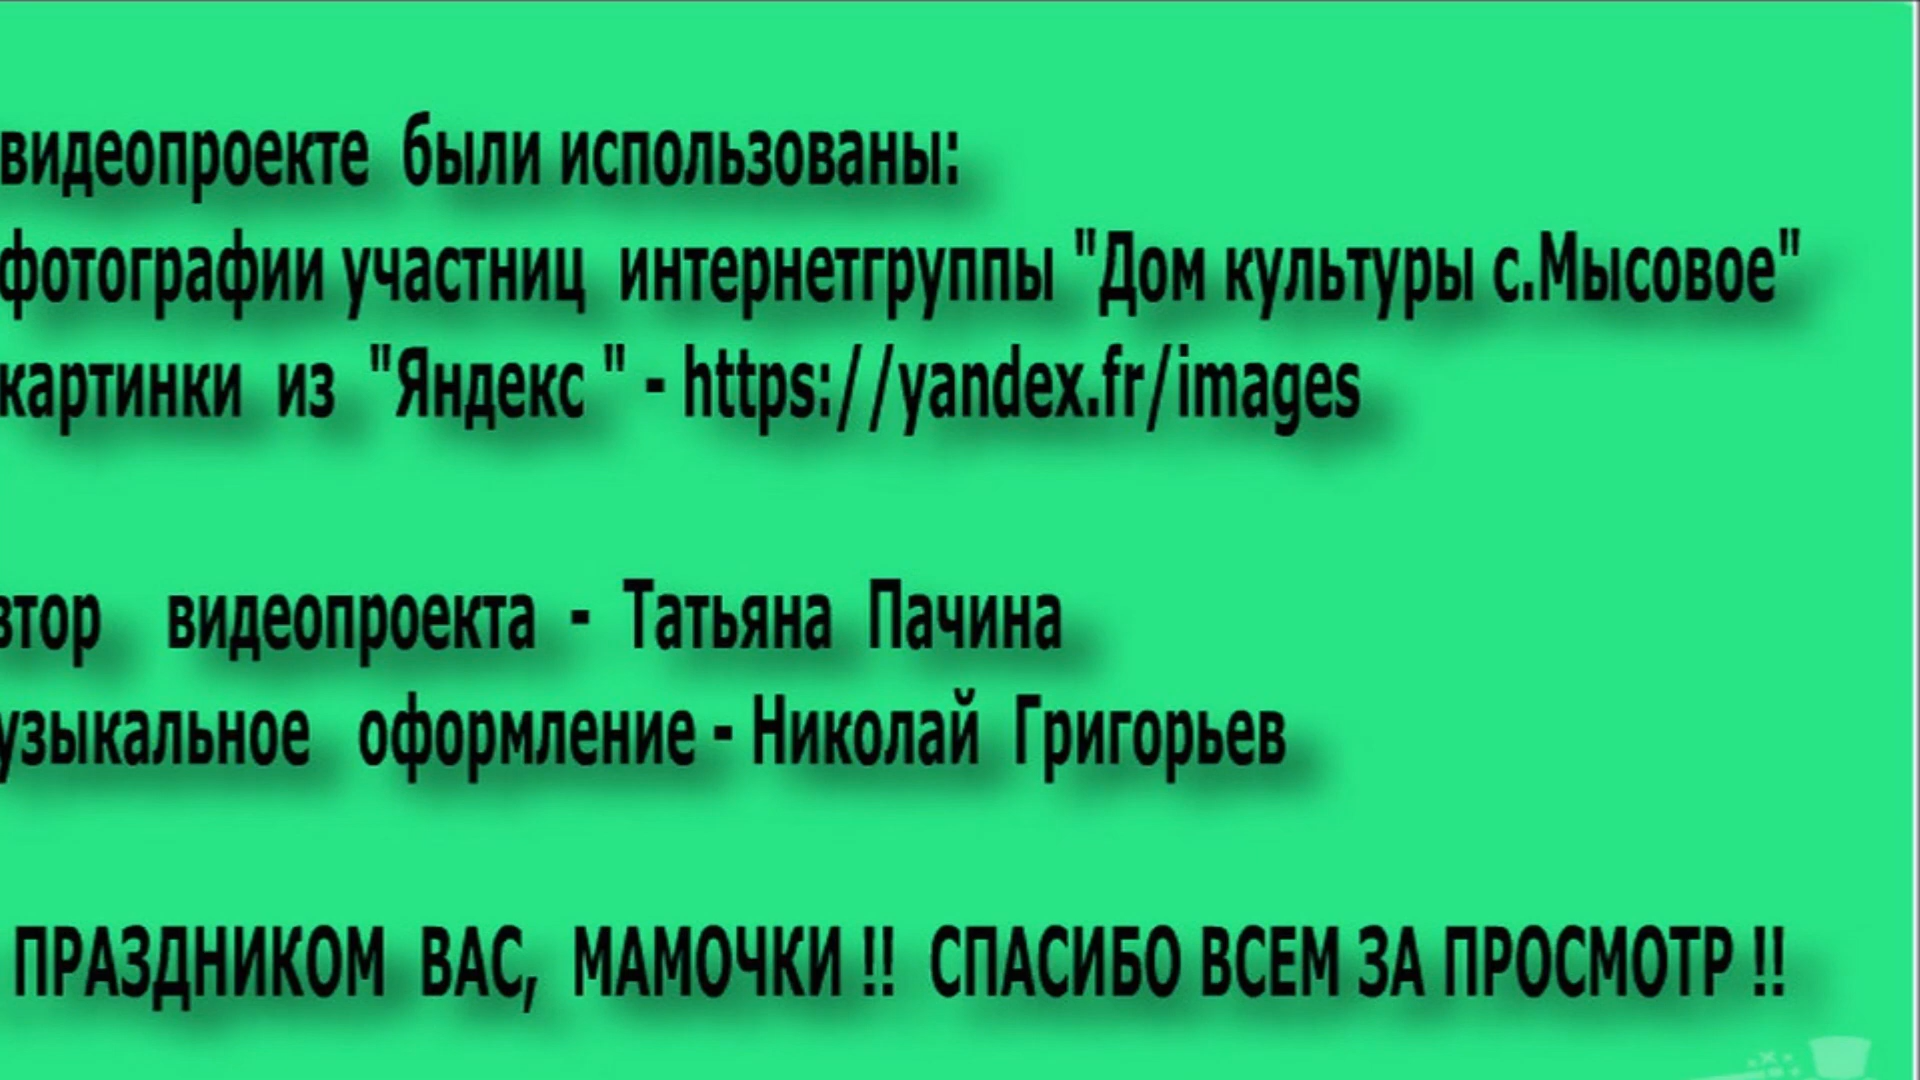 видеопроекте были использованы:
фотографии участниц интернетгруппы "Дом культуры с.Мысовое"
картинки из "Яндекс " - https://yandex.fr/images
втор видеопроекта - Татьяна Пачина
узыкальное оформление - Николай Григорьев
ПРАЗДНИКОМ ВАС, МАМОЧКИ !! СПАСИБО ВСЕМ ЗА ПРОСМОТР !!